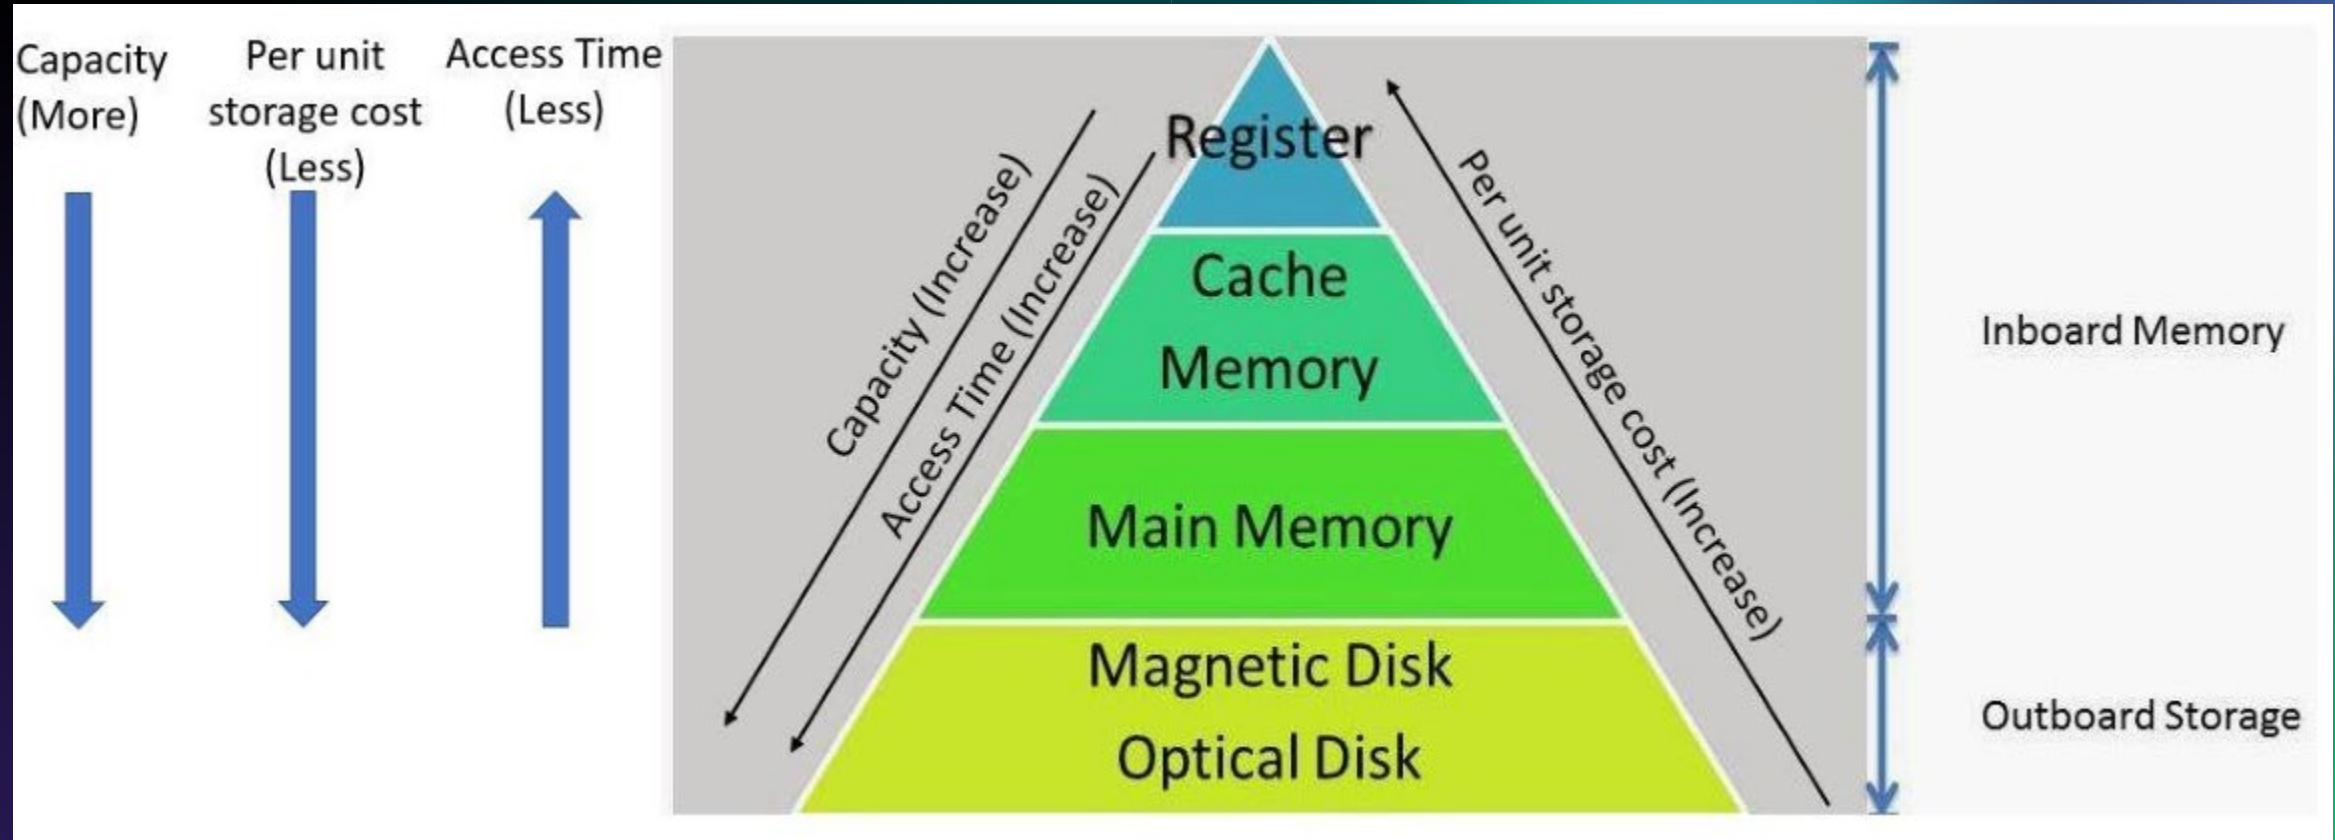 Capacity
(More)
Per unit
storage cost
(Less)
Access Time
(Less)
Capacity (Increase)
Access Time (Increase)
Register
Cache
Memory
Main Memory
Magnetic Disk
Optical Disk
Per unit storage cost (Increase)
Inboard Memory
Outboard Storage